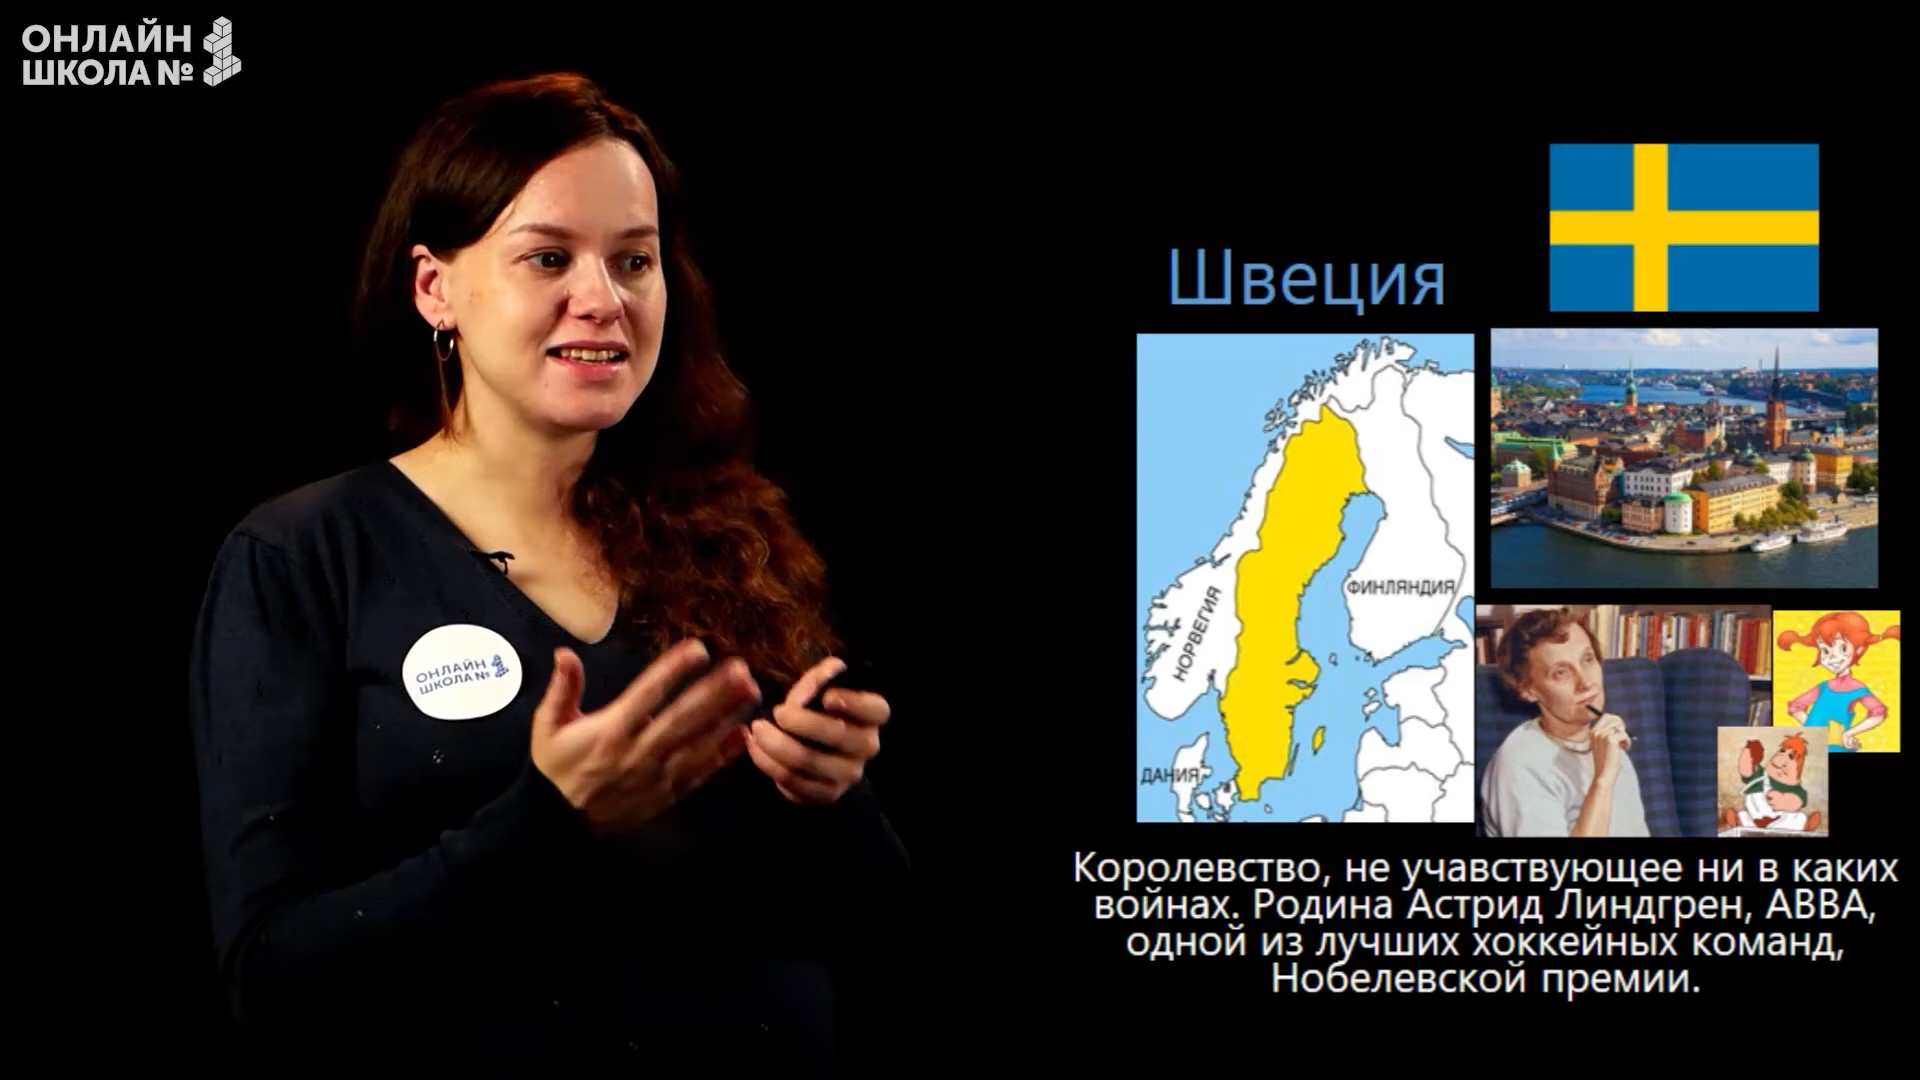 ОНЛАЙН
ШКОЛА №
Швеция
ФИНЛЯНДИЯ
НОРВЕГИЯ
ОНЛАЙН
ШКОЛА №
ДАНИЯ
Королевство, не учавствующее ни в каких
войнах. Родина Астрид Линдгрен, ABBA,
одной из лучших хоккейных команд,
Нобелевской премии.